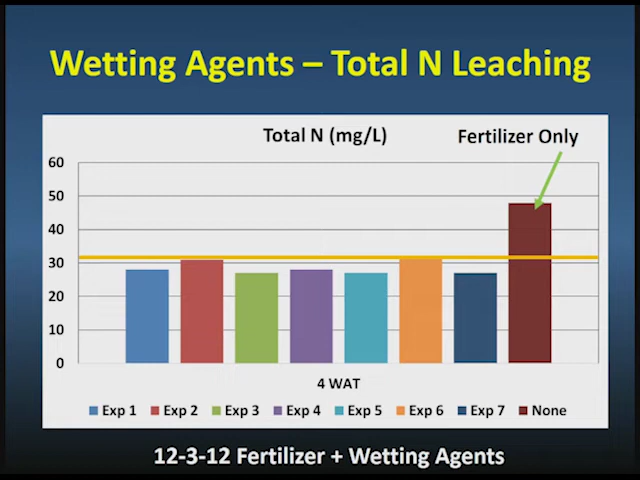 Wetting Agents – Total N Leaching
Total N (mg/L)
Fertilizer Only
60
50
40
30
20
10
0
4 WAT
Exp 1 Exp 2 Exp 3 Exp 4 Exp 5 Exp 6 Exp 7 None
12-3-12 Fertilizer + Wetting Agents